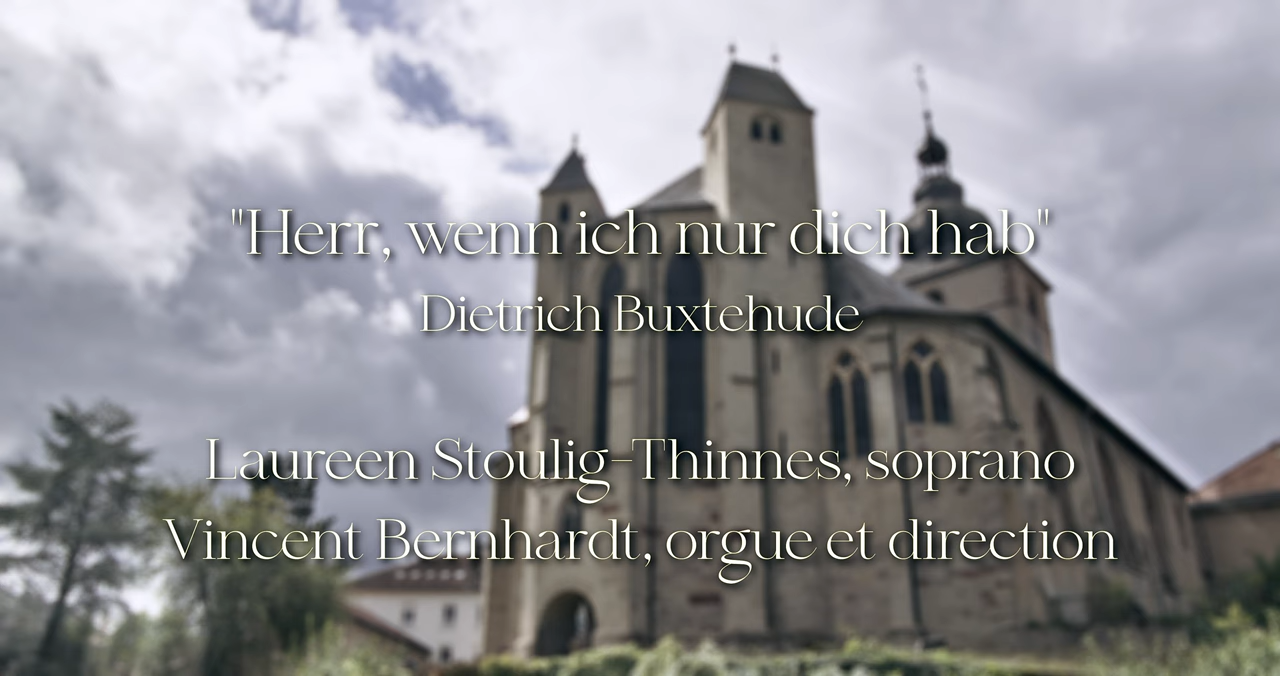 "Herr, wenn ich nur dich hab"
Dietrich Buxtehude
Laureen Stoulig-Thinnes, soprano
Vincent Bernhardt, orgue et direction